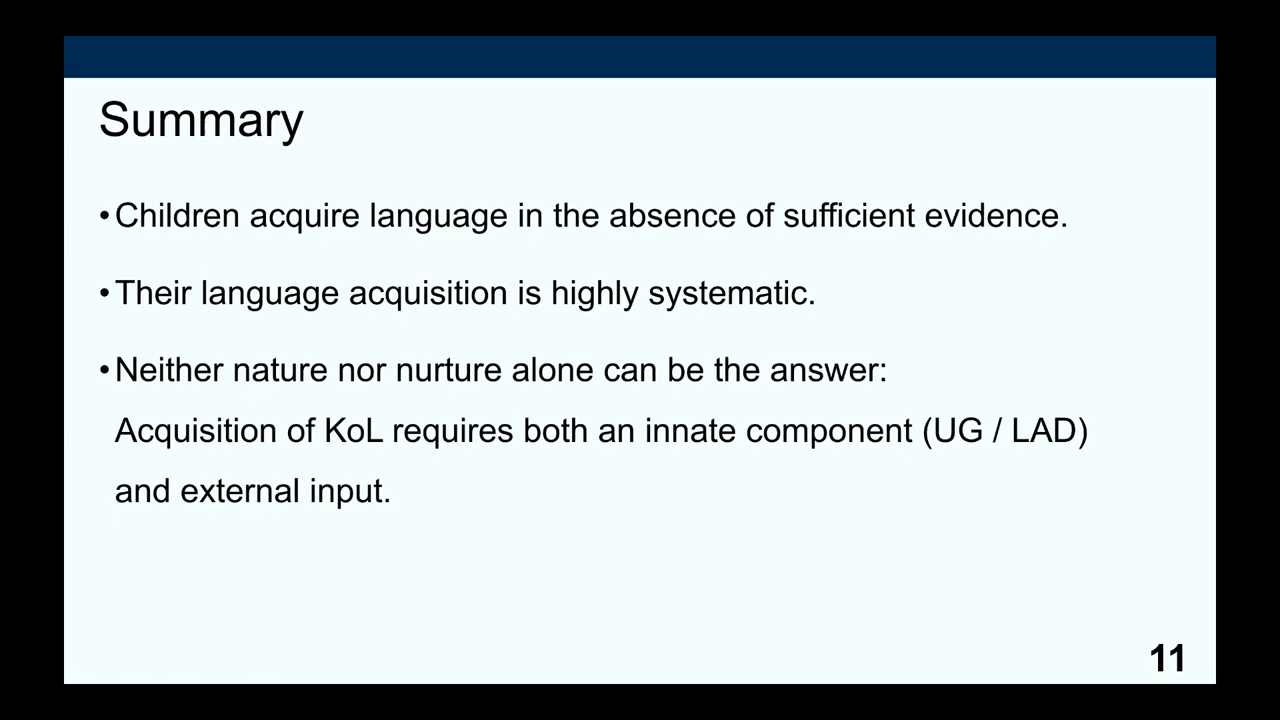 Summary
•Children acquire language in the absence of sufficient evidence.
•Their language acquisition is highly systematic.
•Neither nature nor nurture alone can be the answer:
Acquisition of KoL requires both an innate component (UG / LAD)
and external input.
11